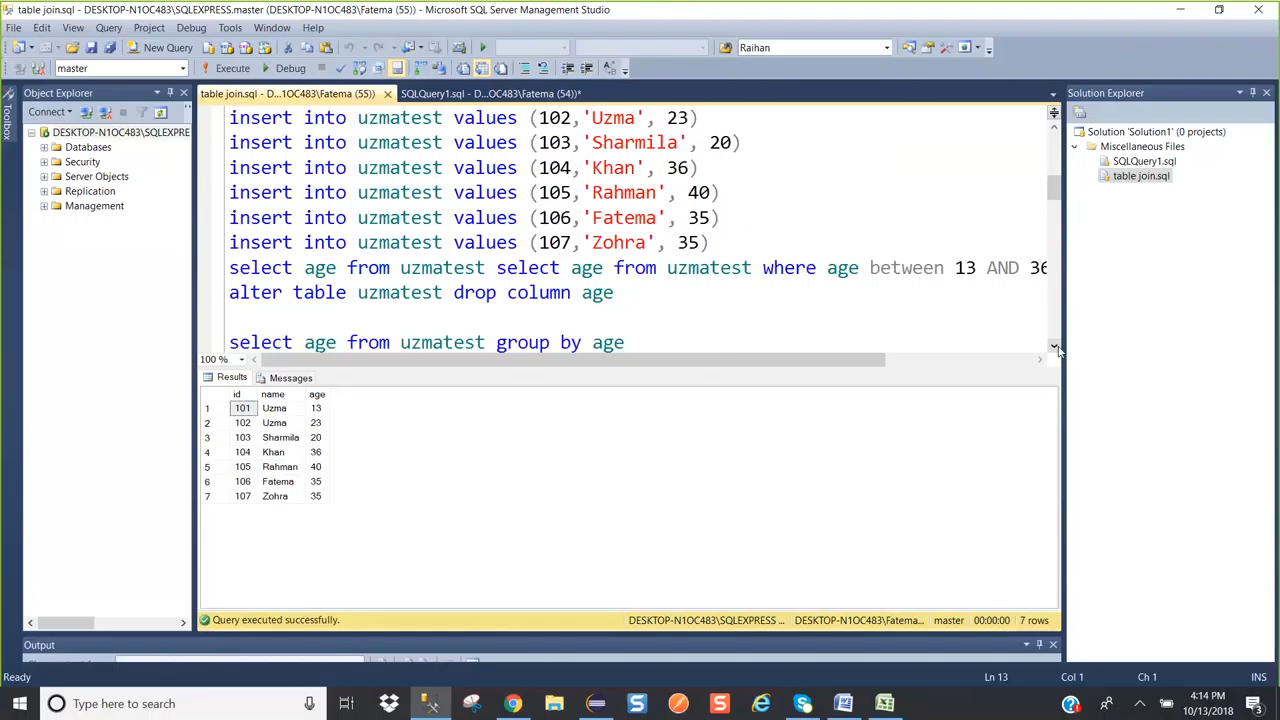 table join.sql - DESKTOP-N1OC483\SQLEXPRESS.master (DESKTOP-N1OC483\Fatema (55)) - Microsoft SQL Server Management Studio
File Edit View Query Project Debug Tools Window Help
New Query Raihan
master Execute Debug
Object Explorer
table join.sql - D...1OC483\Fatema (55))
SQLQuery1.sql - D...OC483\Fatema (54))*
Solution Explorer
Toolbox
Connect
DESKTOP-N1OC483\SQLEXPRE
Databases
Security
Server Objects
Replication
Management
insert into uzmatest values (102,'Uzma', 23)
insert into uzmatest values (103,'Sharmila', 20)
insert into uzmatest values (104,'Khan', 36)
insert into uzmatest values (105,'Rahman', 40)
insert into uzmatest values (106,'Fatema', 35)
insert into uzmatest values (107,'Zohra', 35)
select age from uzmatest select age from uzmatest where age between 13 AND 36
alter table uzmatest drop column age
select age from uzmatest group by age
100 %
Results Messages
id name age
1 101 Uzma 13
2 102 Uzma 23
3 103 Sharmila 20
4 104 Khan 36
5 105 Rahman 40
6 106 Fatema 35
7 107 Zohra 35
Query executed successfully. DESKTOP-N1OC483\SQLEXPRESS ... DESKTOP-N1OC483\Fatema... master 00:00:00 7 rows
Solution 'Solution1' (0 projects)
Miscellaneous Files
SQLQuery1.sql
table join.sql
Output
Ready Ln 13 Col 1 Ch 1 INS
Type here to search
4:14 PM
10/13/2018
3